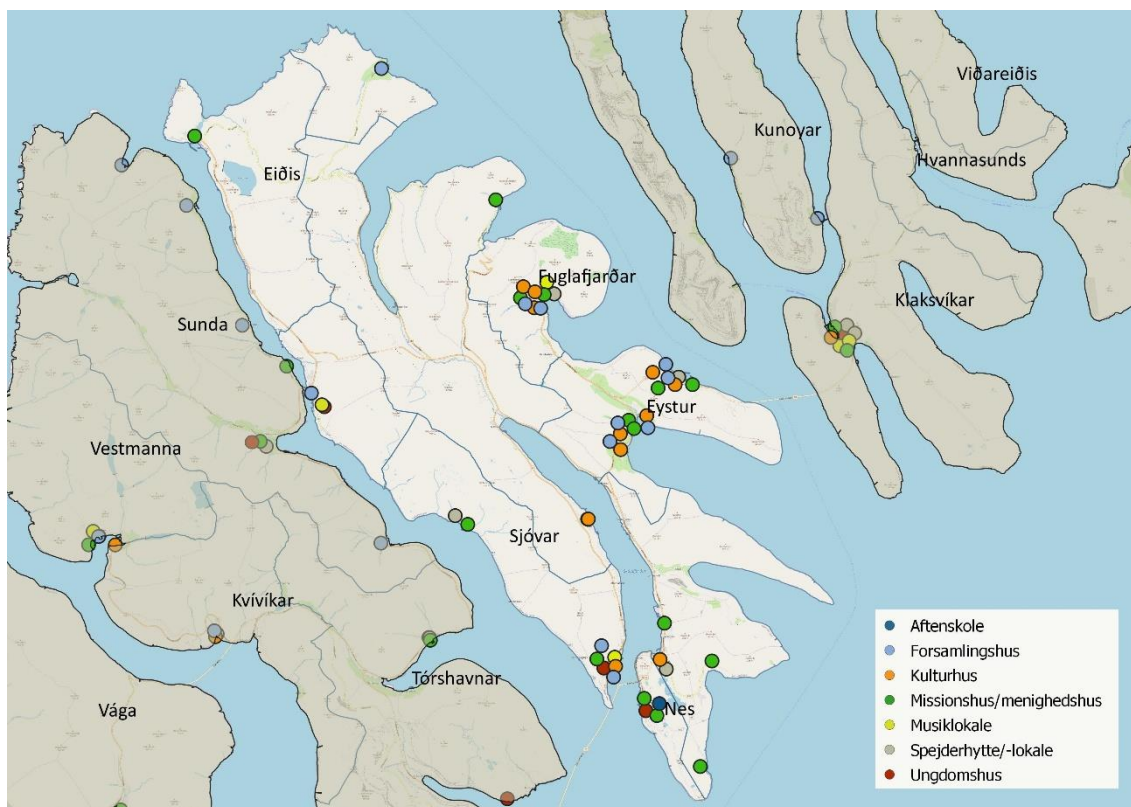 Viðareiðis
Kunoyar
Hvannasunds
Eiðis
Fuglafjarðar
Klaksvíkar
Sunda
Eystur
Vestmanna
Sjóvar
Kvívíkar
Tórshavnar
Vága
Nes
Aftenskole
Forsamlingshus
Kulturhus
Missionshus/menighedshus
Musiklokale
Spejderhytte/-lokale
Ungdomshus